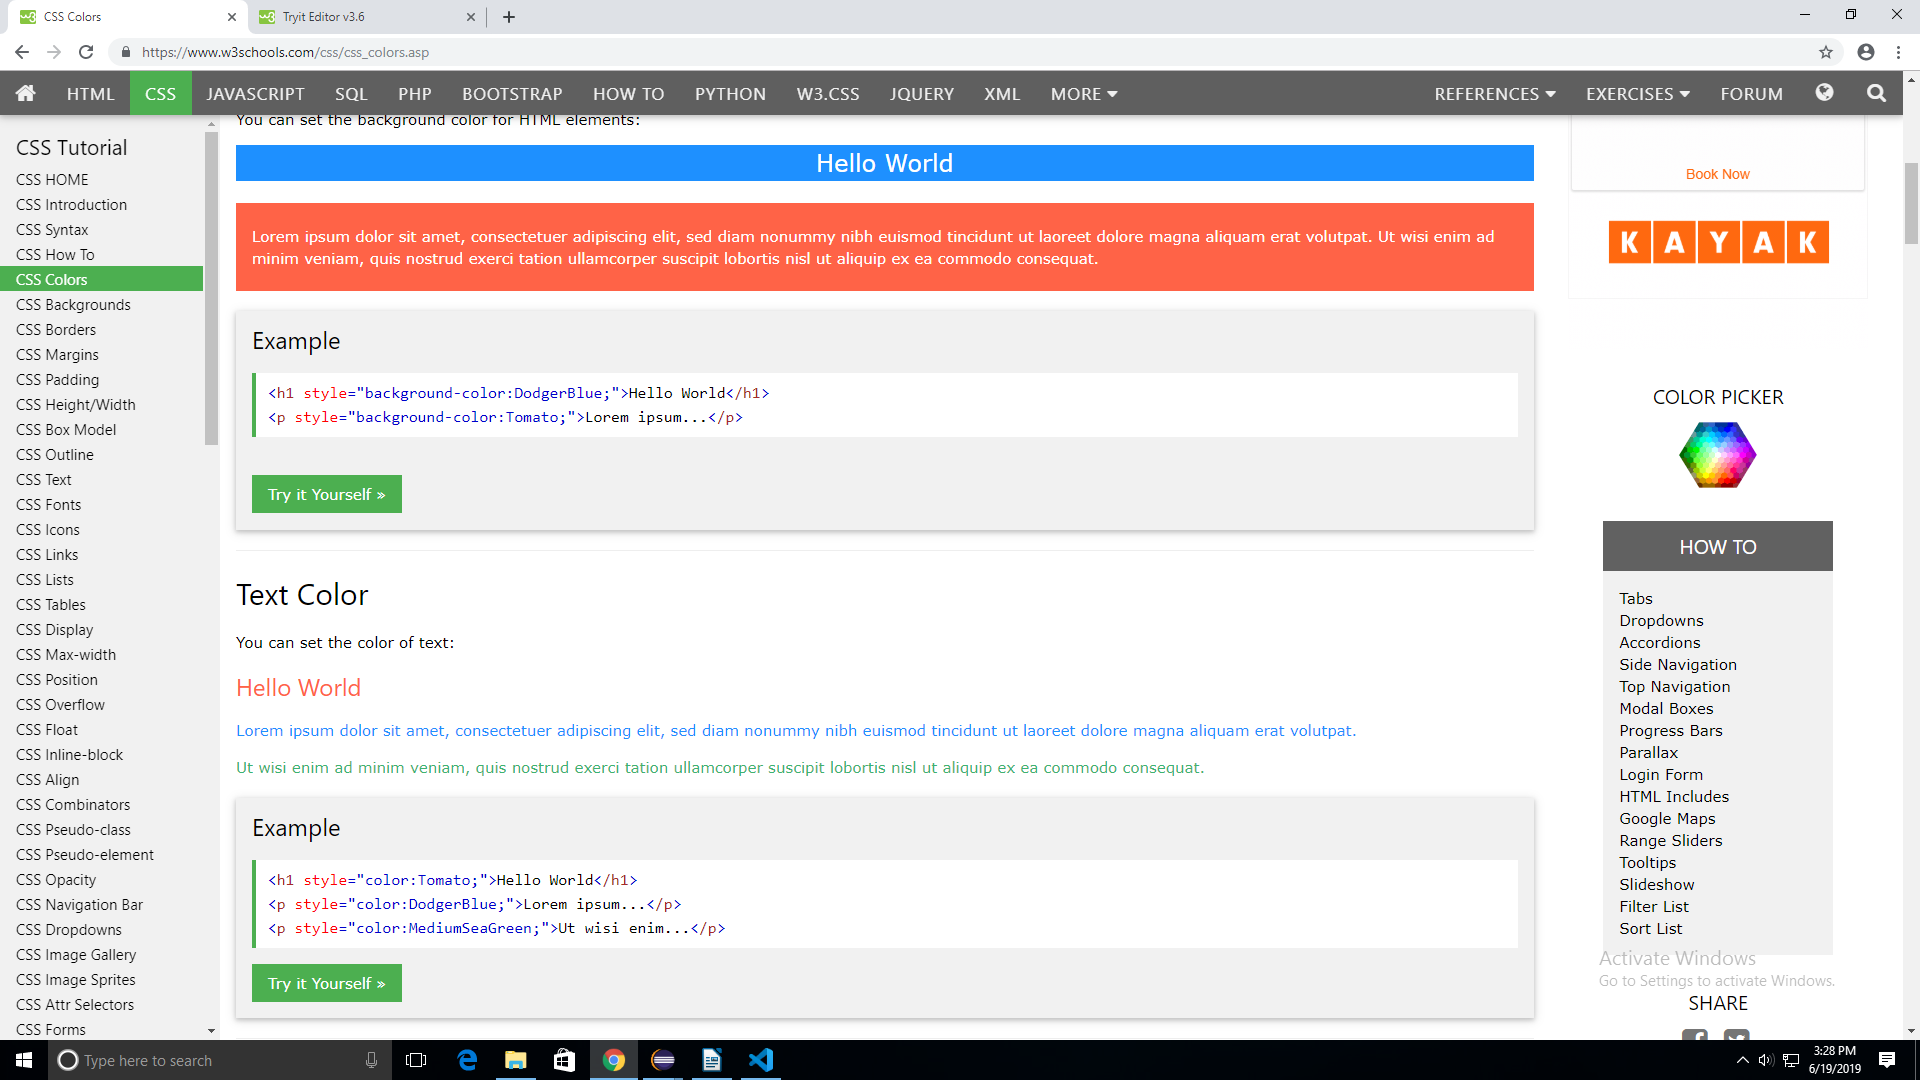 CSS Colors
Tryit Editor v3.6
https://www.w3schools.com/css/css_colors.asp
HTML CSS JAVASCRIPT SQL PHP BOOTSTRAP HOW TO PYTHON W3.CSS JQUERY XML MORE REFERENCES EXERCISES FORUM
CSS Tutorial
CSS HOME
CSS Introduction
CSS Syntax
CSS How To
CSS Colors
CSS Backgrounds
CSS Borders
CSS Margins
CSS Padding
CSS Height/Width
CSS Box Model
CSS Outline
CSS Text
CSS Fonts
CSS Icons
CSS Links
CSS Lists
CSS Tables
CSS Display
CSS Max-width
CSS Position
CSS Overflow
CSS Float
CSS Inline-block
CSS Align
CSS Combinators
CSS Pseudo-class
CSS Pseudo-element
CSS Opacity
CSS Navigation Bar
CSS Dropdowns
CSS Image Gallery
CSS Image Sprites
CSS Attr Selectors
CSS Forms
You can set the background color for HTML elements:
Hello World
Lorem ipsum dolor sit amet, consectetuer adipiscing elit, sed diam nonummy nibh euismod tincidunt ut laoreet dolore magna aliquam erat volutpat. Ut wisi enim ad
minim veniam, quis nostrud exerci tation ullamcorper suscipit lobortis nisl ut aliquip ex ea commodo consequat.
Example
<h1 style="background-color:DodgerBlue;">Hello World</h1>
<p style="background-color:Tomato;">Lorem ipsum...</p>
Try it Yourself »
Text Color
You can set the color of text:
Hello World
Lorem ipsum dolor sit amet, consectetuer adipiscing elit, sed diam nonummy nibh euismod tincidunt ut laoreet dolore magna aliquam erat volutpat.
Ut wisi enim ad minim veniam, quis nostrud exerci tation ullamcorper suscipit lobortis nisl ut aliquip ex ea commodo consequat.
Example
<h1 style="color:Tomato;">Hello World</h1>
<p style="color:DodgerBlue;">Lorem ipsum...</p>
<p style="color:MediumSeaGreen;">Ut wisi enim...</p>
Try it Yourself »
Book Now
KAYAK
COLOR PICKER
HOW TO
Tabs
Dropdowns
Accordions
Side Navigation
Top Navigation
Modal Boxes
Progress Bars
Parallax
Login Form
HTML Includes
Google Maps
Range Sliders
Tooltips
Slideshow
Filter List
Sort List
Activate Windows
Go to Settings to activate Windows.
SHARE
Type here to search
3:28 PM
6/19/2019